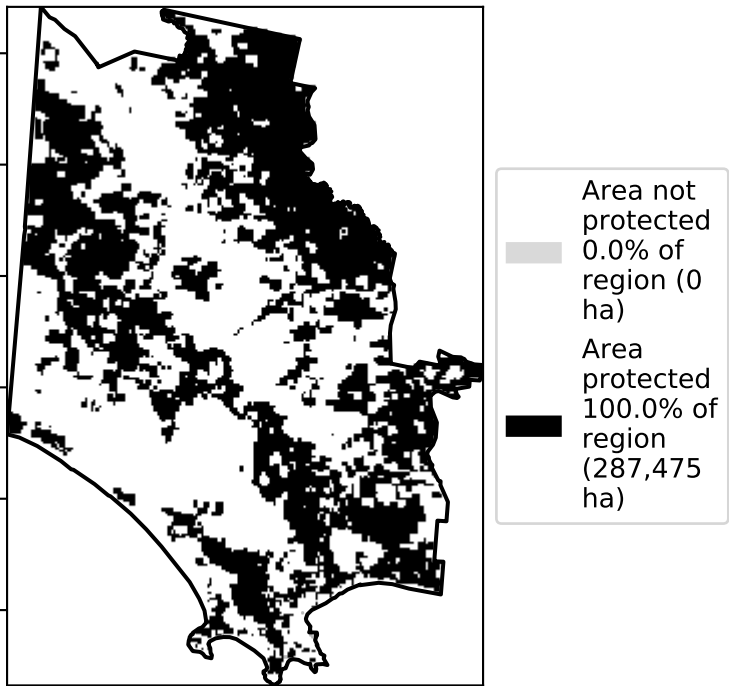 Area not
protected
0.0% of
region (0
ha)
Area
protected
100.0% of
region
(287,475
ha)